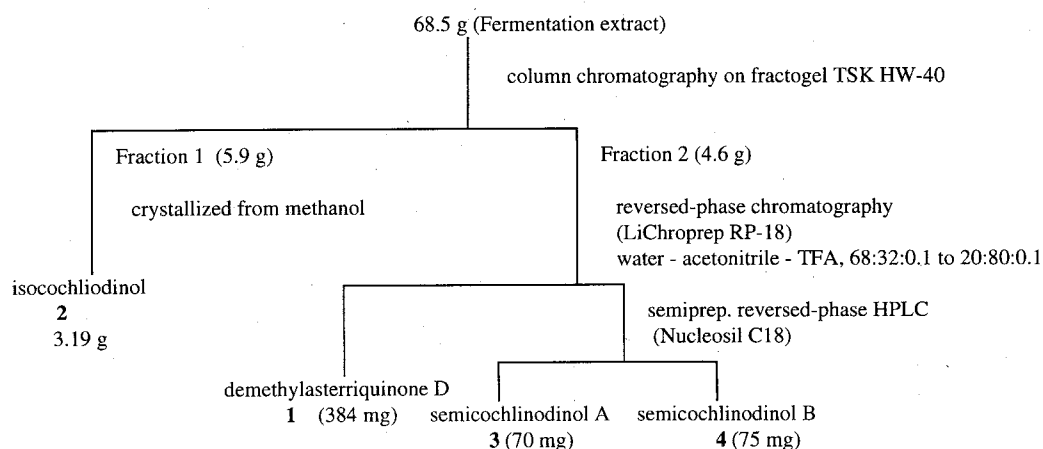 68.5 g (Fermentation extract)
column chromatography on fractogel TSK HW-40
Fraction 1 (5.9 g)
Fraction 2 (4.6 g)
crystallized from methanol
reversed-phase chromatography
(LiChroprep RP-18)
water - acetonitrile - TFA, 68:32:0.1 to 20:80:0.1
isocochliodinol
2
3.19 g
semiprep. reversed-phase HPLC
(Nucleosil C18)
demethylasterriquinone D
1 (384 mg)
semicochlinodinol A
3 (70 mg)
semicochlinodinol B
4 (75 mg)